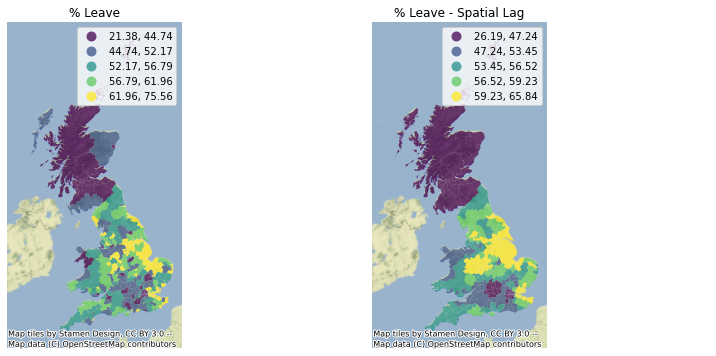 % Leave
21.38, 44.74
44.74, 52.17
52.17, 56.79
56.79, 61.96
61.96, 75.56
Map tiles by Stamen Design, CC BY 3.0 --
Map data (C) OpenStreetMap contributors
% Leave - Spatial Lag
26.19, 47.24
47.24, 53.45
53.45, 56.52
56.52, 59.23
59.23, 65.84
Map tiles by Stamen Design, CC BY 3.0 --
Map data (C) OpenStreetMap contributors